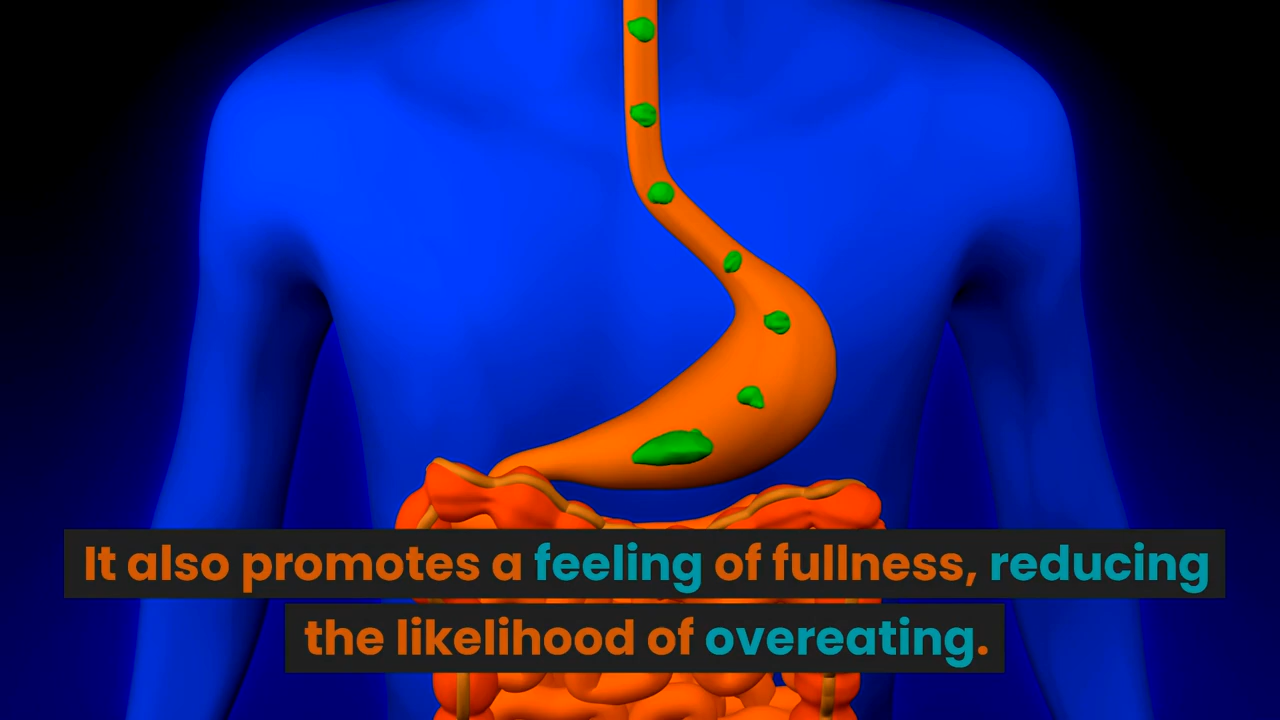 It also promotes a feeling of fullness, reducing
the likelihood of overeating.